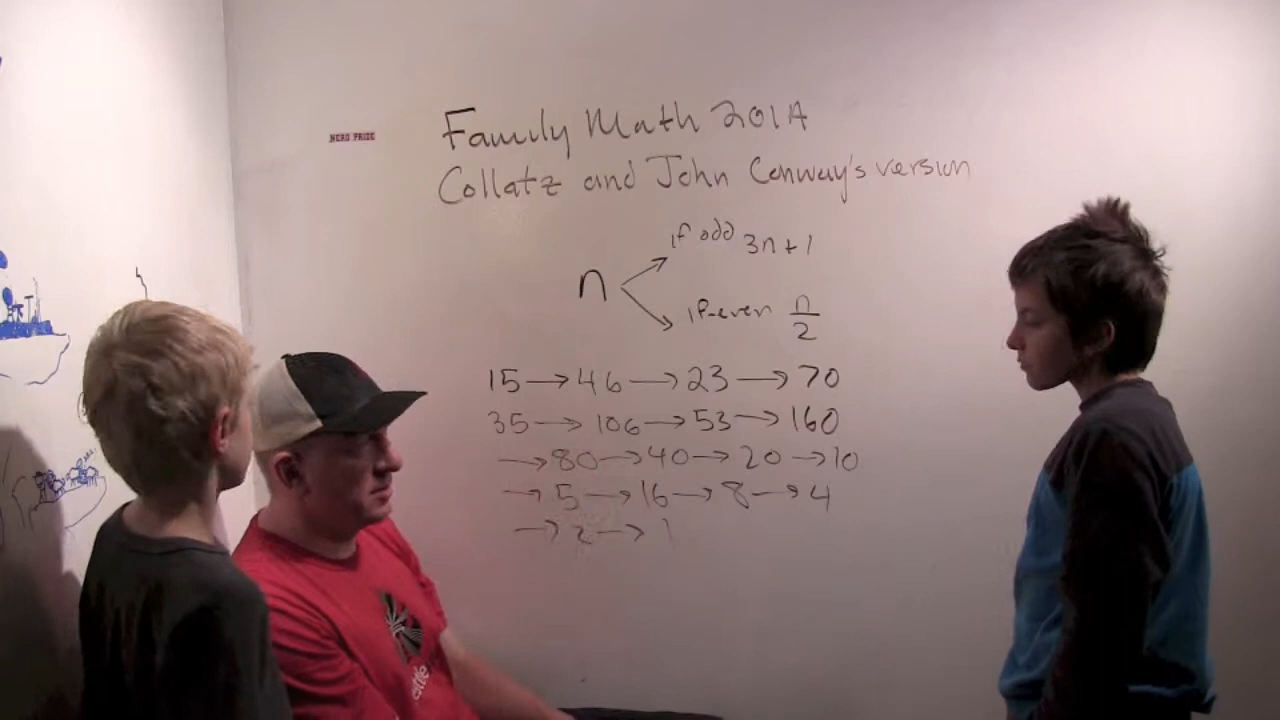 NERD PRIDE
Family Math 201A
Collatz and John Conway's version
n
if odd 3n+1
if even n/2
15 → 46 → 23 → 70
35 → 106 → 53 → 160
→ 80 → 40 → 20 → 10
→ 5 → 16 → 8 → 4
→ 2 → 1